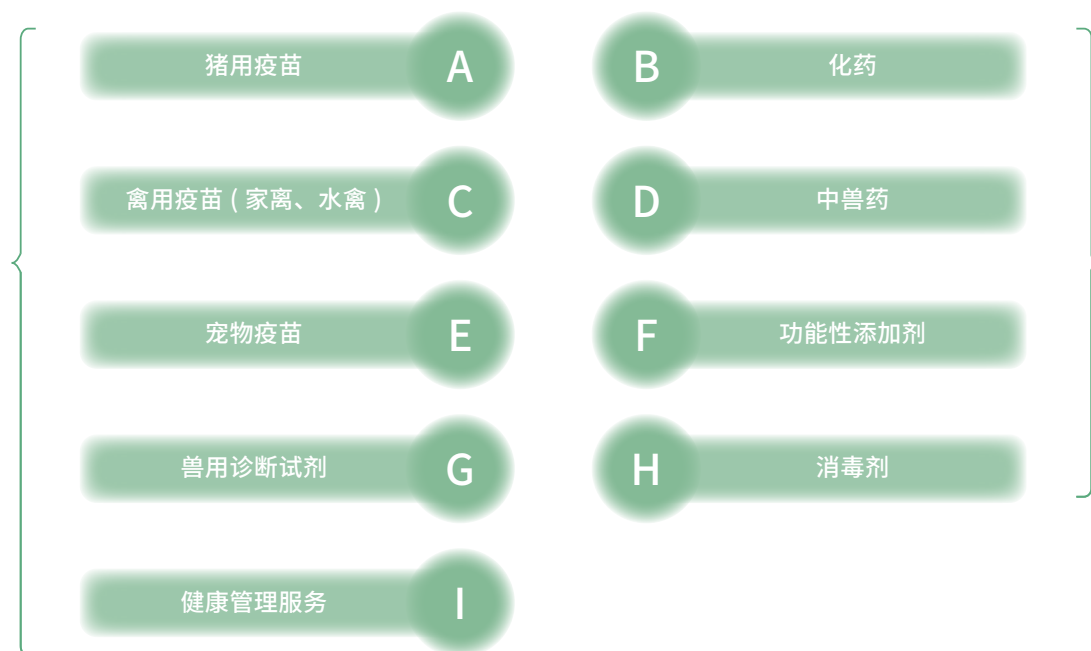 猪用疫苗 A
B 化药
禽用疫苗 ( 家离、水禽 ) C
D 中兽药
宠物疫苗 E
F 功能性添加剂
兽用诊断试剂 G
H 消毒剂
健康管理服务 I